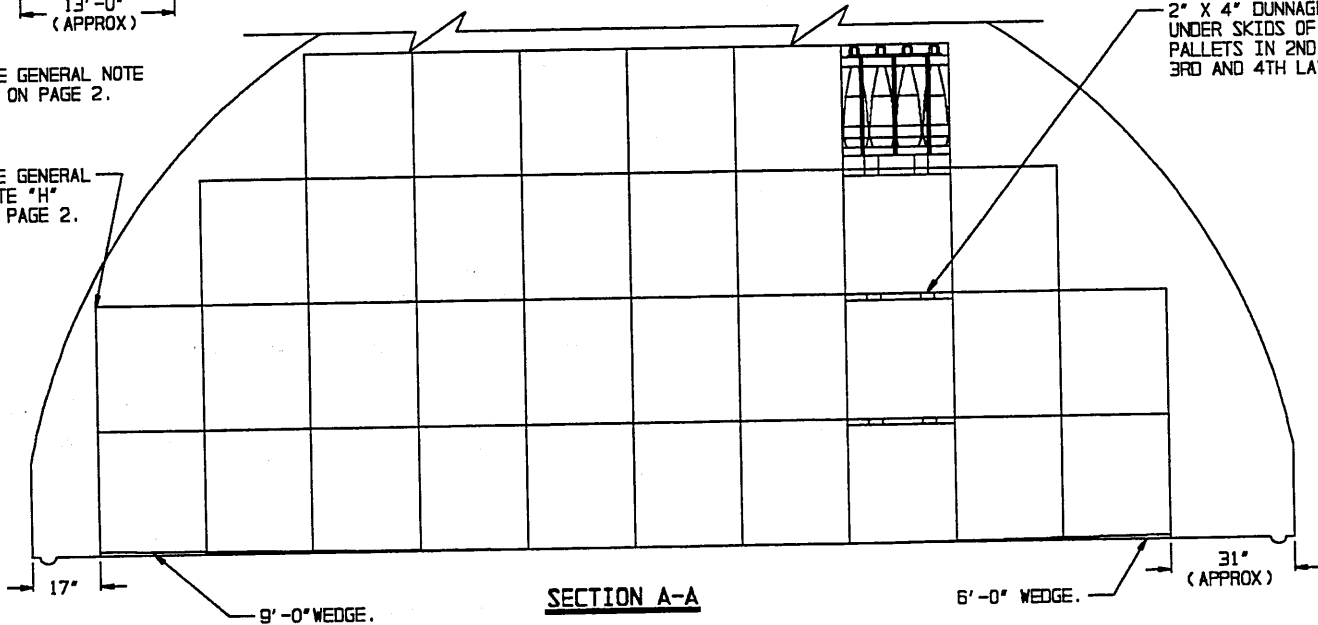 13'-0"
(APPROX)
GENERAL NOTE
ON PAGE 2.
GENERAL
"H"
PAGE 2.
2" X 4" DUNNAGE
UNDER SKIDS OF
PALLETS IN 2ND
3RD AND 4TH
17"
9'-0" WEDGE.
SECTION A-A
6'-0" WEDGE.
31"
(APPROX)